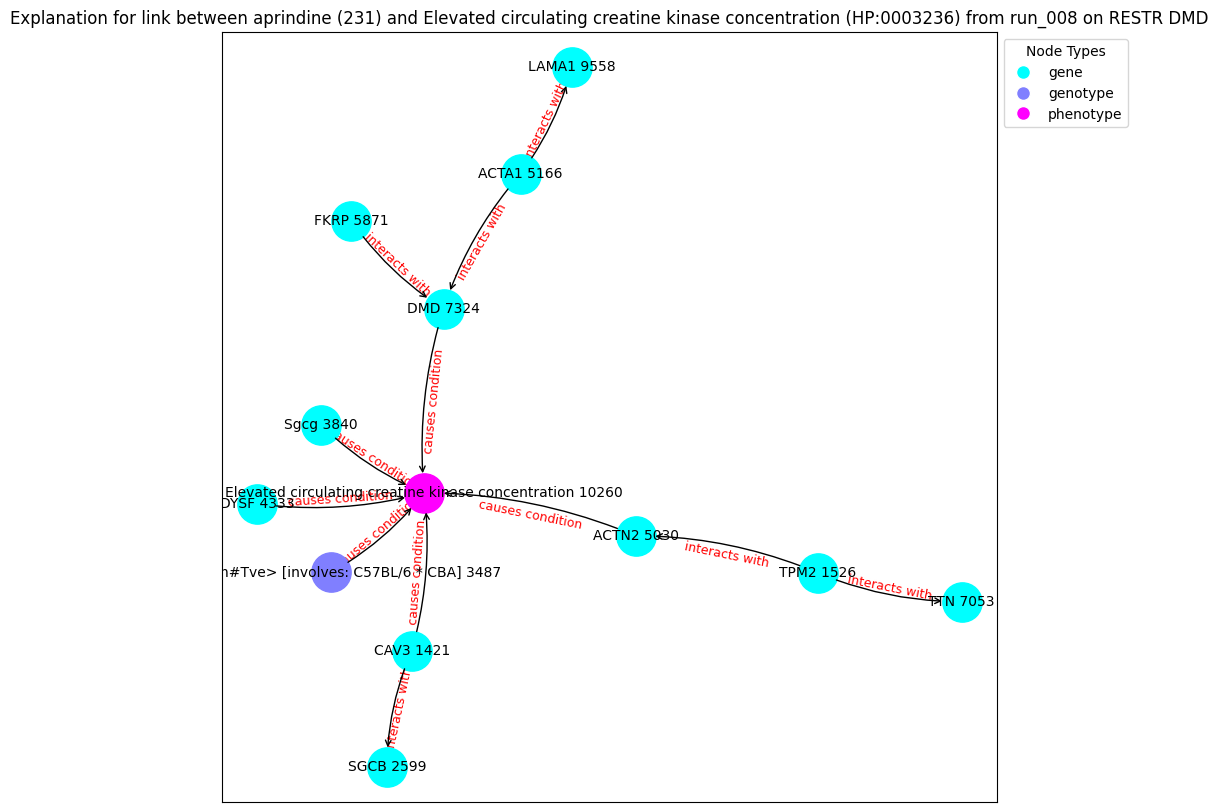 Explanation for link between aprindine (231) and Elevated circulating creatine kinase concentration (HP:0003236) from run_008 on RESTR DMD
Node Types
gene
genotype
phenotype
LAMA1 9558
interacts with
ACTA1 5166
FKRP 5871
interacts with
interacts with
DMD 7324
causes condition
Sgcg 3840
causes condition
Elevated circulating creatine kinase concentration 10260
DYSF 4333
causes condition
causes condition
causes condition
ACTN2 5030
interacts with
n#Tve> [involves: C57BL/6 * CBA] 3487
causes condition
TPM2 1526
interacts with
TTN 7053
CAV3 1421
interacts with
SGCB 2599